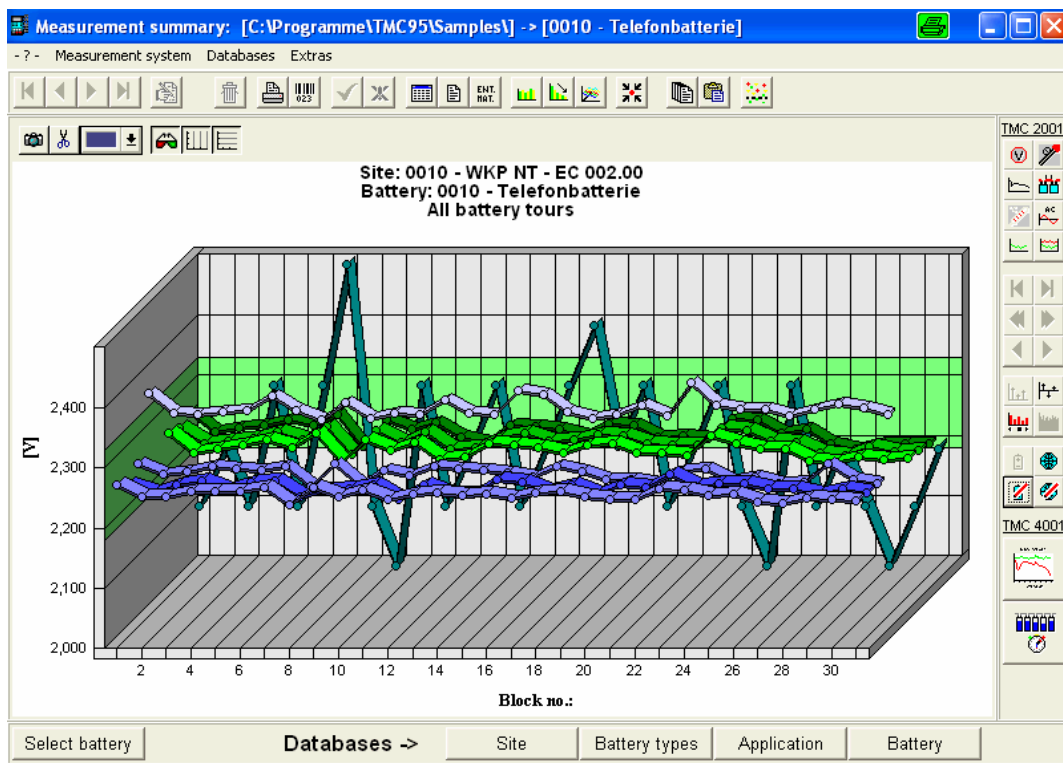 Measurement summary: [C:\Programme\TMC95\Samples\] -> [0010 - Telefonbatterie]
- ? - Measurement system Databases Extras
023 ENT. MAT.
TMC 2001
Site: 0010 - WKP NT - EC 002.00
Battery: 0010 - Telefonbatterie
All battery tours
V
AC
[V]
2,400
2,300
2,200
2,100
2,000
2 4 6 8 10 12 14 16 18 20 22 24 26 28 30
Block no.:
TMC 4001
Select battery Databases -> Site Battery types Application Battery